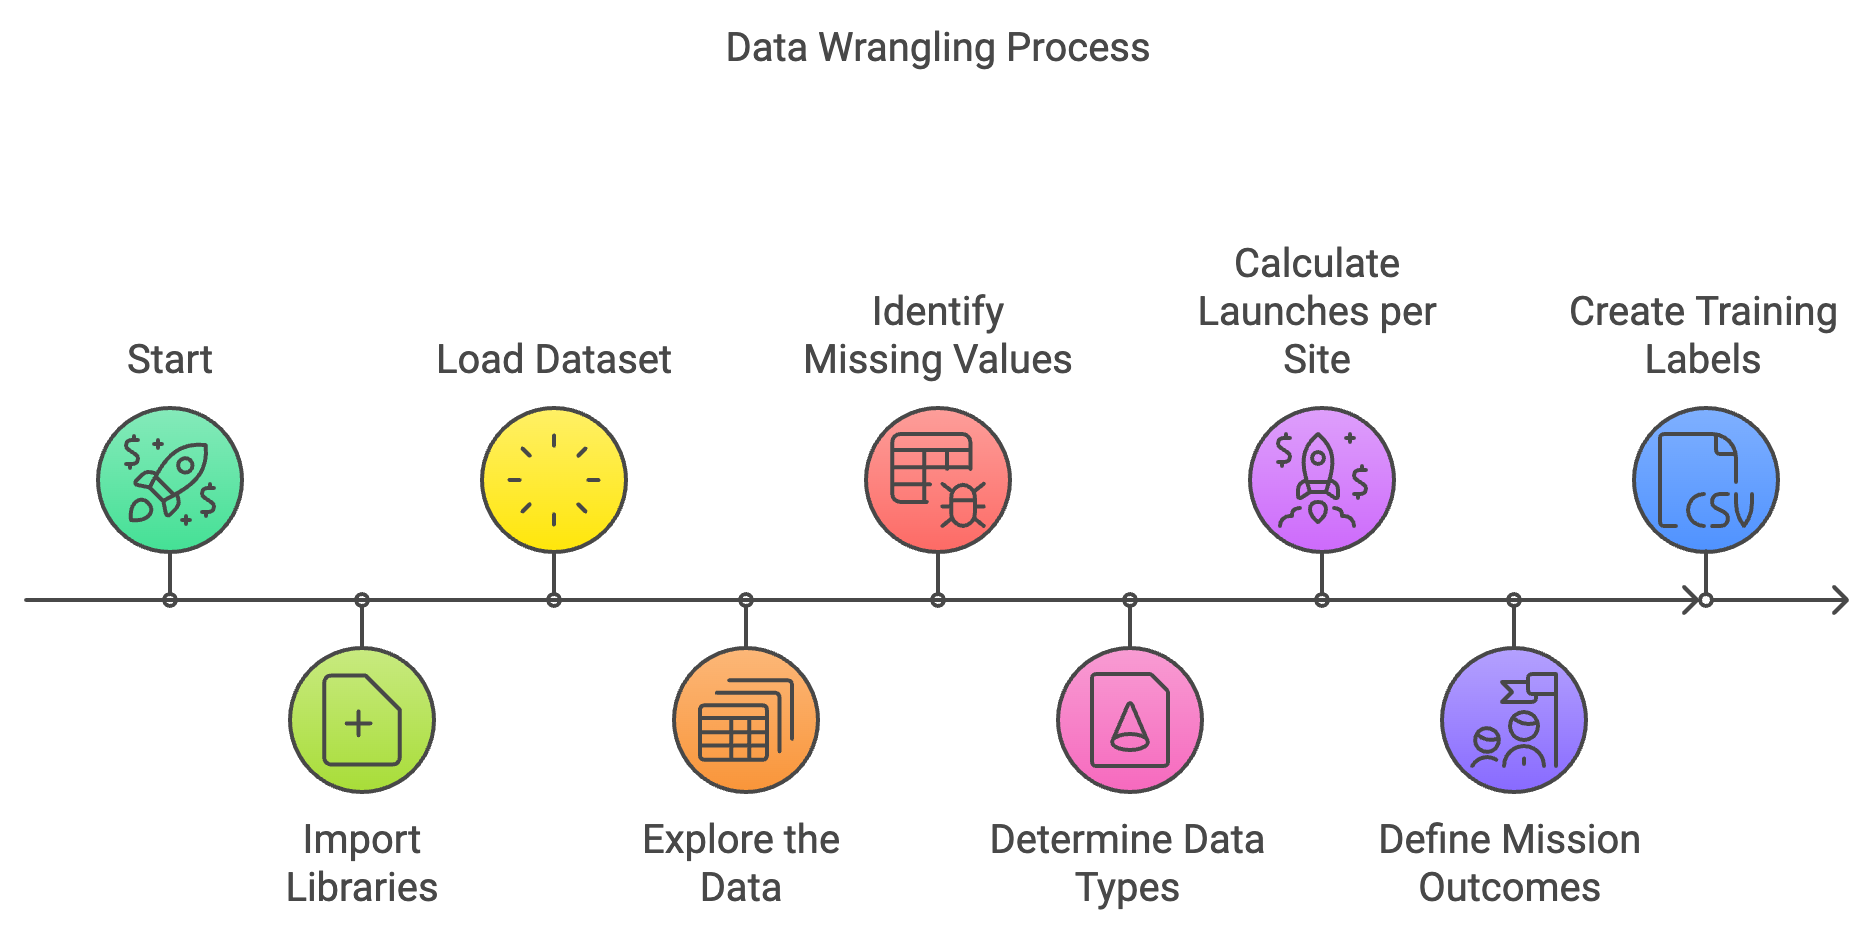 Data Wrangling Process
Start
Import
Libraries
Load Dataset
Explore the
Data
Identify
Missing Values
Determine Data
Types
Calculate
Launches per
Site
$
$
Define Mission
Outcomes
Create Training
Labels
CSV
$
$